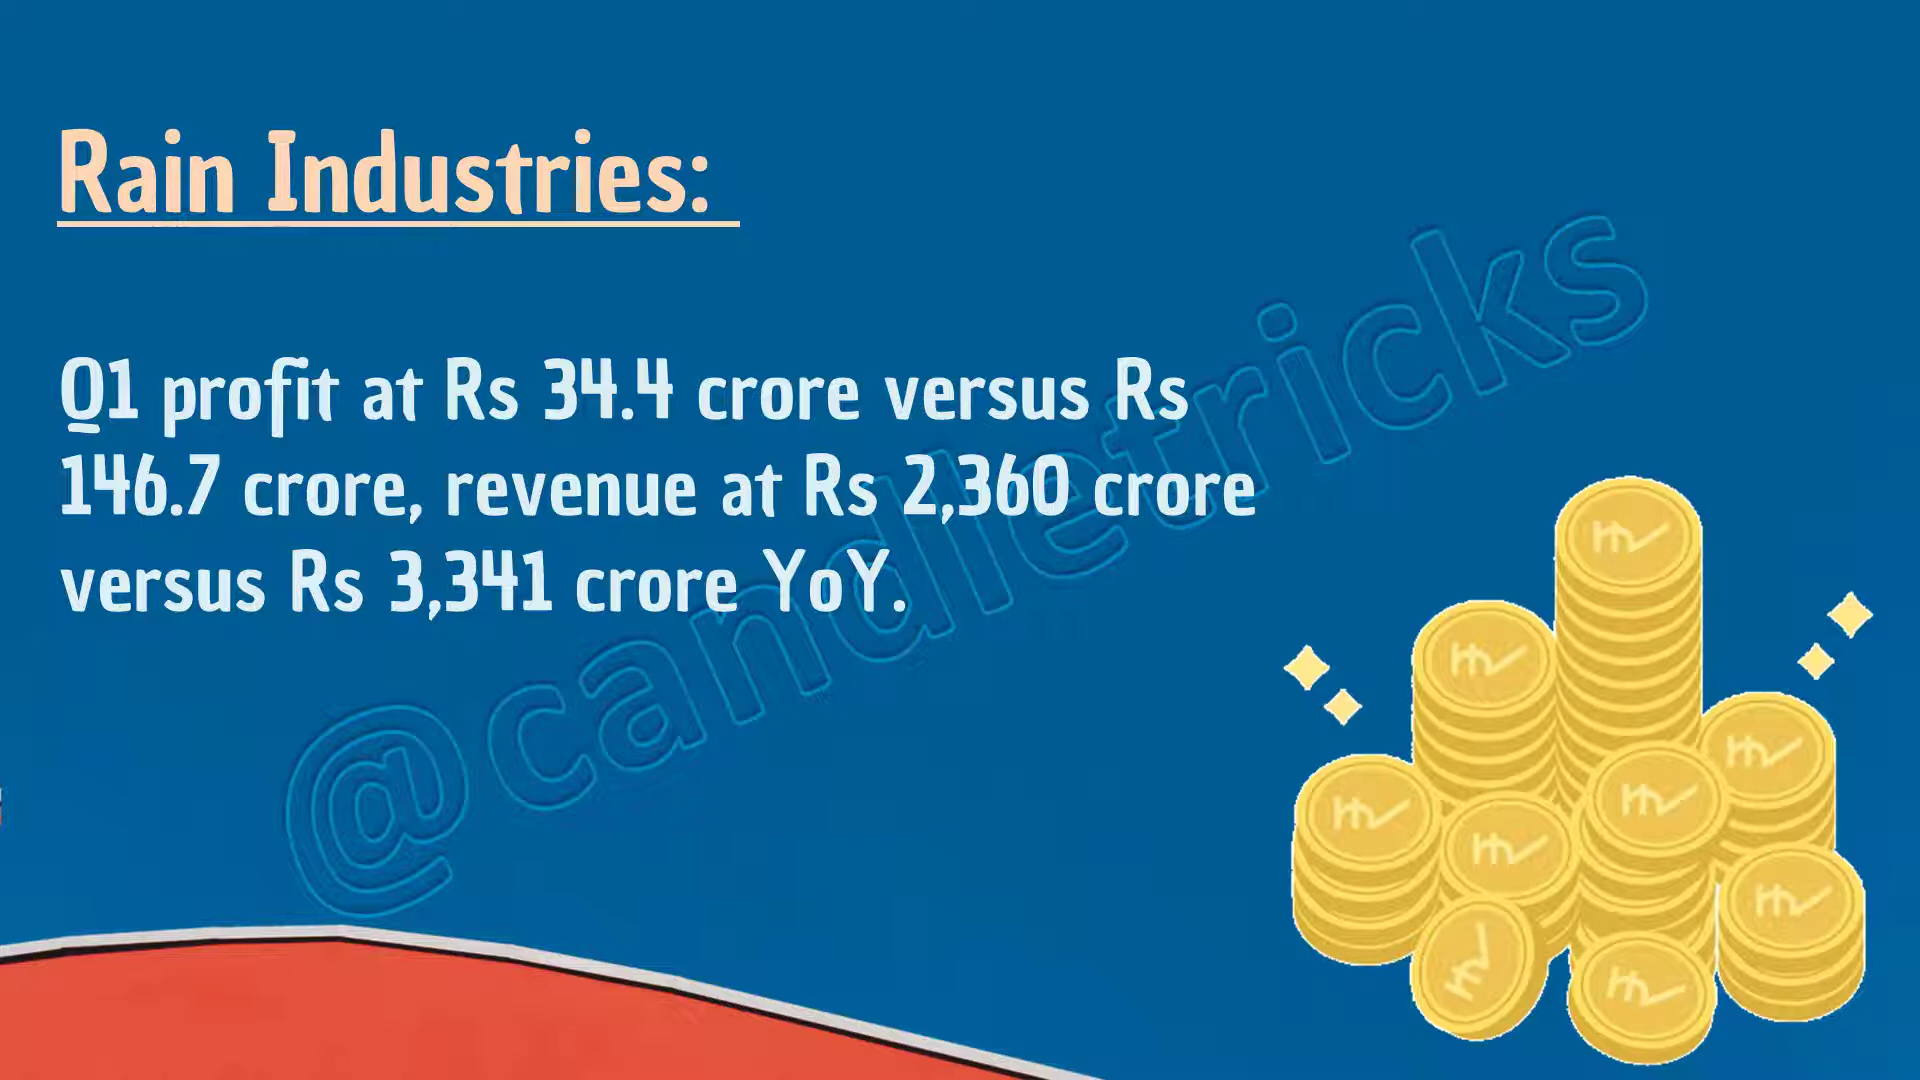 Rain Industries:
Q1 profit at Rs 34.4 crore versus Rs
146.7 crore, revenue at Rs 2,360 crore
versus Rs 3,341 crore YoY.
@candletricks